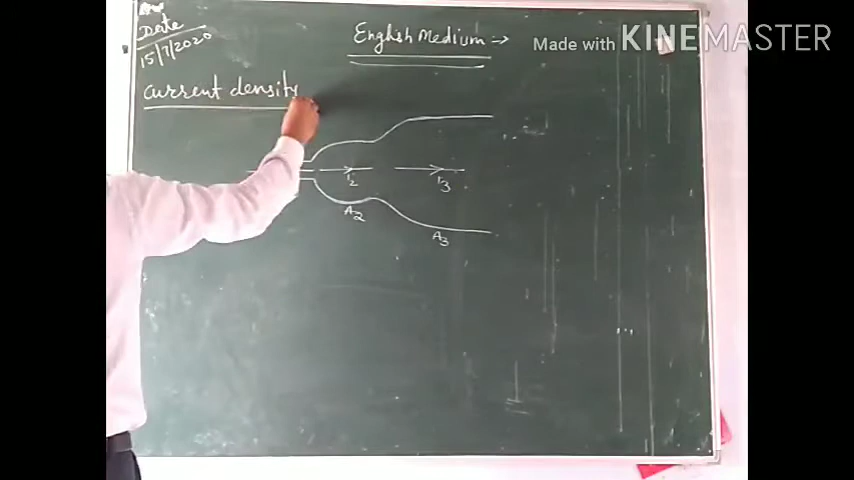 Date
15/7/2020
English Medium →
Made with KINEMASTER
current density
I2
I3
A2
A3